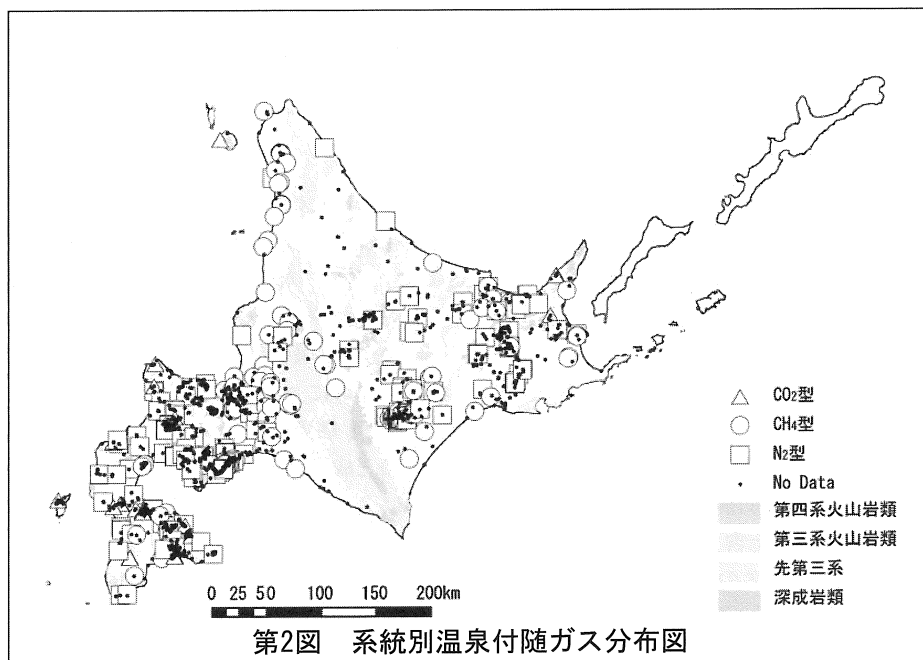 CO₂型
CH₄型
N₂型
No Data
第四系火山岩類
第三系火山岩類
先第三系
深成岩類
0 25 50 100 150 200km
第2図 系統別温泉付随ガス分布図